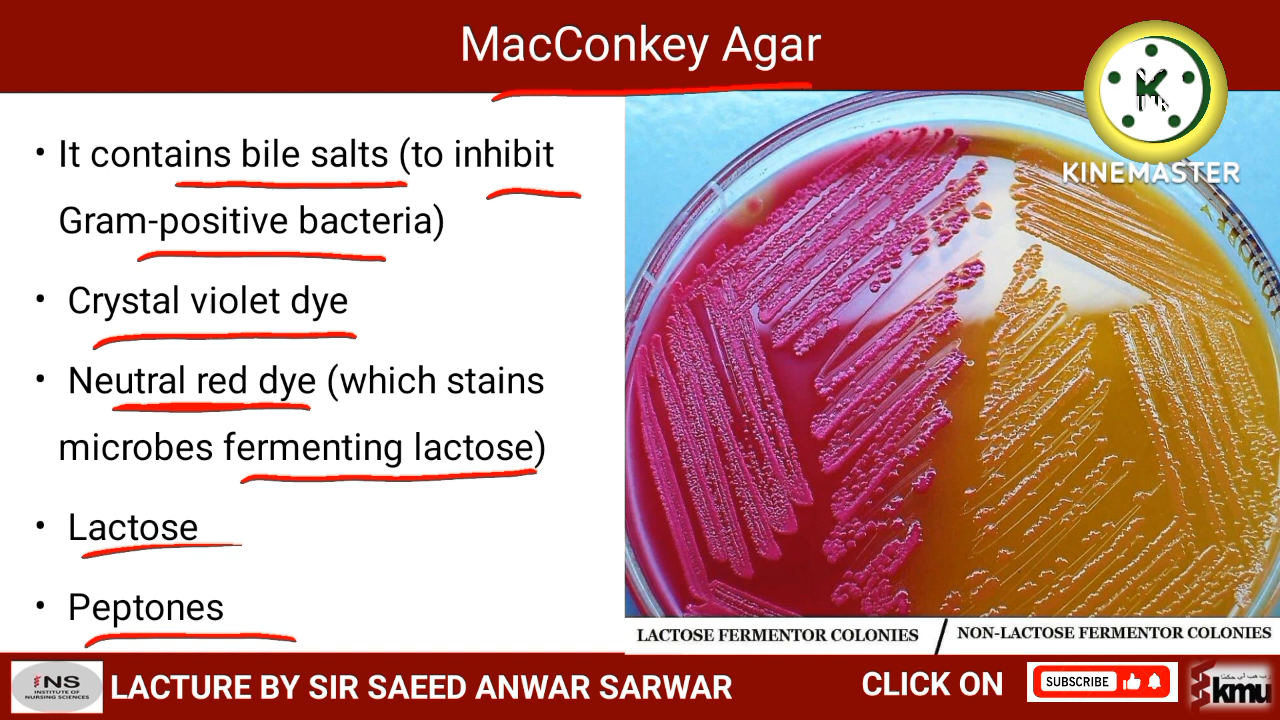 MacConkey Agar
K
KINEMASTER
• It contains bile salts (to inhibit
Gram-positive bacteria)
• Crystal violet dye
• Neutral red dye (which stains
microbes fermenting lactose)
• Lactose
• Peptones
LACTOSE FERMENTOR COLONIES / NON-LACTOSE FERMENTOR COLONIES
iNS
INSTITUTE OF
NURSING SCIENCES
LACTURE BY SIR SAEED ANWAR SARWAR
CLICK ON
SUBSCRIBE
kmu